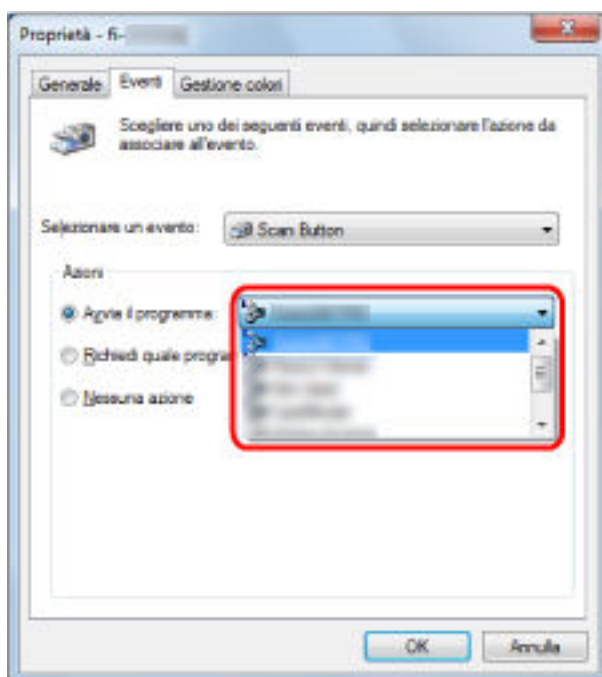 Proprietà - fi-
Generale Eventi Gestione colori
Scegliere uno dei seguenti eventi, quindi selezionare l'azione da
associare all'evento.
Selezionare un evento: Scan Button
Azioni
Avvia il programma:
Richiedi quale progra
Nessuna azione
OK Annulla